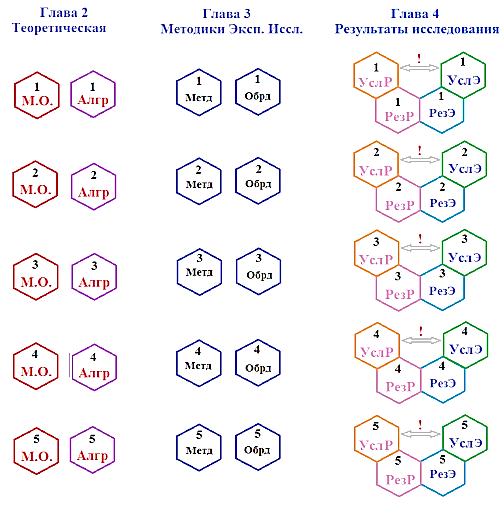 Глава 2
Теоретическая
Глава 3
Методики Эксп. Иссл.
Глава 4
Результаты исследования
1 М.О.
1 Алгр
1 Метд
1 Обрд
1 УслР
!
1 УслЭ
1 РезР
1 РезЭ
2 М.О.
2 Алгр
2 Метд
2 Обрд
2 УслР
!
2 УслЭ
2 РезР
2 РезЭ
3 М.О.
3 Алгр
3 Метд
3 Обрд
3 УслР
!
3 УслЭ
3 РезР
3 РезЭ
4 М.О.
4 Алгр
4 Метд
4 Обрд
4 УслР
!
4 УслЭ
4 РезР
4 РезЭ
5 М.О.
5 Алгр
5 Метд
5 Обрд
5 УслР
!
5 УслЭ
5 РезР
5 РезЭ